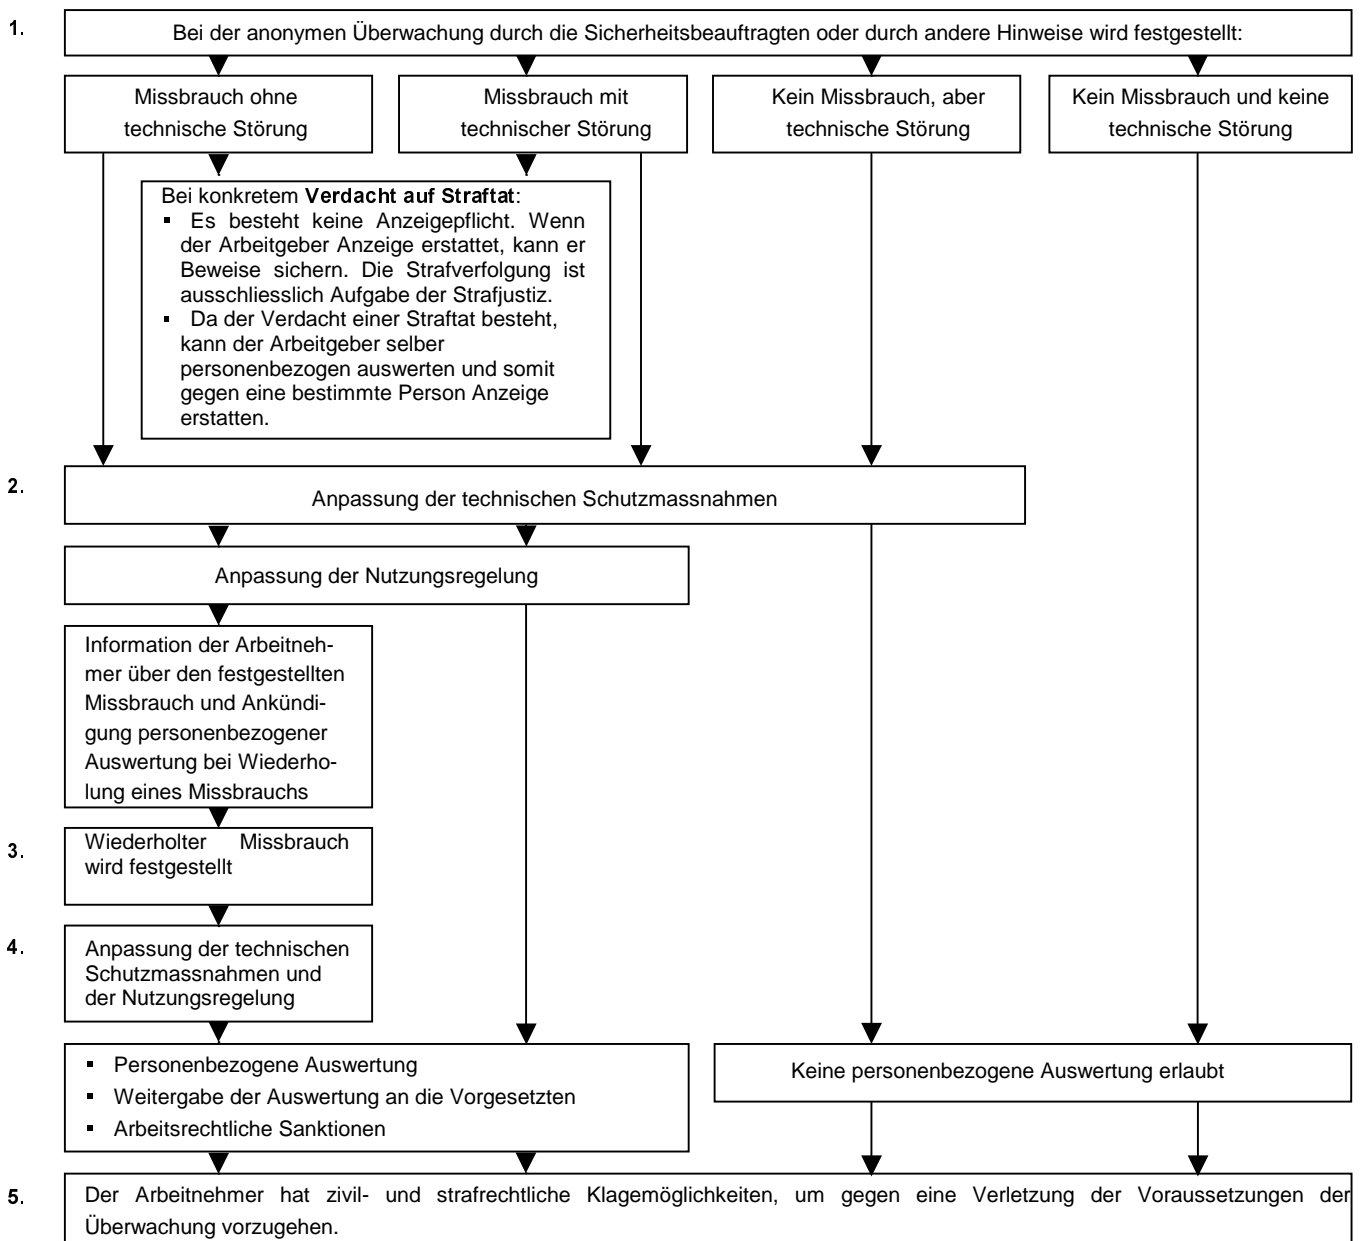 1.
Bei der anonymen Überwachung durch die Sicherheitsbeauftragten oder durch andere Hinweise wird festgestellt:
Missbrauch ohne
technische Störung
Missbrauch mit
technischer Störung
Kein Missbrauch, aber
technische Störung
Kein Missbrauch und keine
technische Störung
Bei konkretem Verdacht auf Straftat:
▪ Es besteht keine Anzeigepflicht. Wenn
der Arbeitgeber Anzeige erstattet, kann er
Beweise sichern. Die Strafverfolgung ist
ausschliesslich Aufgabe der Strafjustiz.
▪ Da der Verdacht einer Straftat besteht,
kann der Arbeitgeber selber
personenbezogen auswerten und somit
gegen eine bestimmte Person Anzeige
erstatten.
2.
Anpassung der technischen Schutzmassnahmen
Anpassung der Nutzungsregelung
Information der Arbeitneh-
mer über den festgestellten
Missbrauch und Ankündi-
gung personenbezogener
Auswertung bei Wiederho-
lung eines Missbrauchs
3.
Wiederholter Missbrauch
wird festgestellt
4.
Anpassung der technischen
Schutzmassnahmen und
der Nutzungsregelung
▪ Personenbezogene Auswertung
▪ Weitergabe der Auswertung an die Vorgesetzten
▪ Arbeitsrechtliche Sanktionen
Keine personenbezogene Auswertung erlaubt
5.
Der Arbeitnehmer hat zivil- und strafrechtliche Klagemöglichkeiten, um gegen eine Verletzung der Voraussetzungen der
Überwachung vorzugehen.